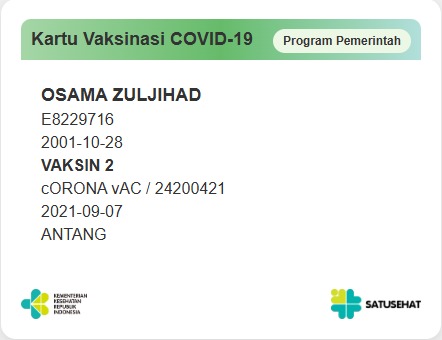 Kartu Vaksinasi COVID-19
Program Pemerintah
OSAMA ZULJIHAD
E8229716
2001-10-28
VAKSIN 2
cORONA vAC / 24200421
2021-09-07
ANTANG
KEMENTERIAN
KESEHATAN
REPUBLIK
INDONESIA
SATUSEHAT